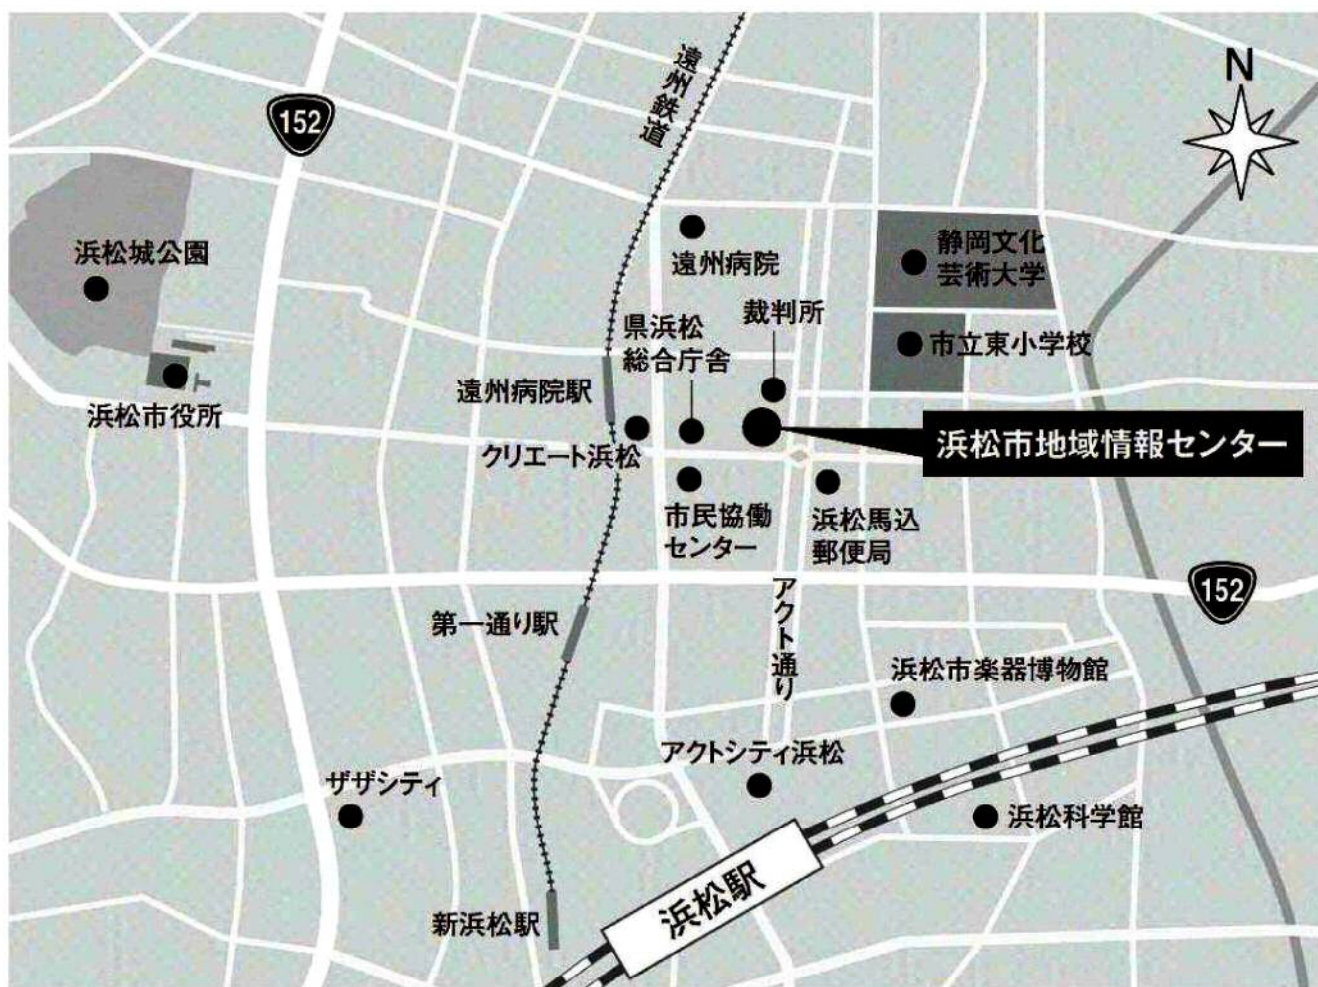 N
遠州鉄道
152
浜松城公園
遠州病院
静岡文化
芸術大学
裁判所
県浜松
総合庁舎
市立東小学校
遠州病院駅
浜松市役所
クリエート浜松
浜松市地域情報センター
市民協働
センター
浜松馬込
郵便局
152
アクト通り
第一通り駅
浜松市楽器博物館
アクトシティ浜松
ザザシティ
浜松科学館
浜松駅
新浜松駅